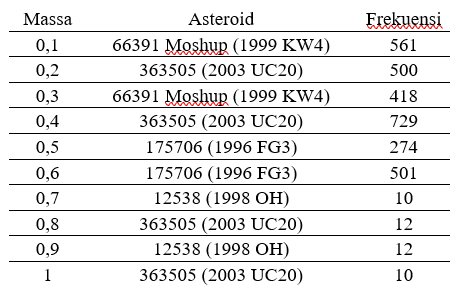 Massa Asteroid Frekuensi
0,1 66391 Moshup (1999 KW4) 561
0,2 363505 (2003 UC20) 500
0,3 66391 Moshup (1999 KW4) 418
0,4 363505 (2003 UC20) 729
0,5 175706 (1996 FG3) 274
0,6 175706 (1996 FG3) 501
0,7 12538 (1998 OH) 10
0,8 363505 (2003 UC20) 12
0,9 12538 (1998 OH) 12
1 363505 (2003 UC20) 10